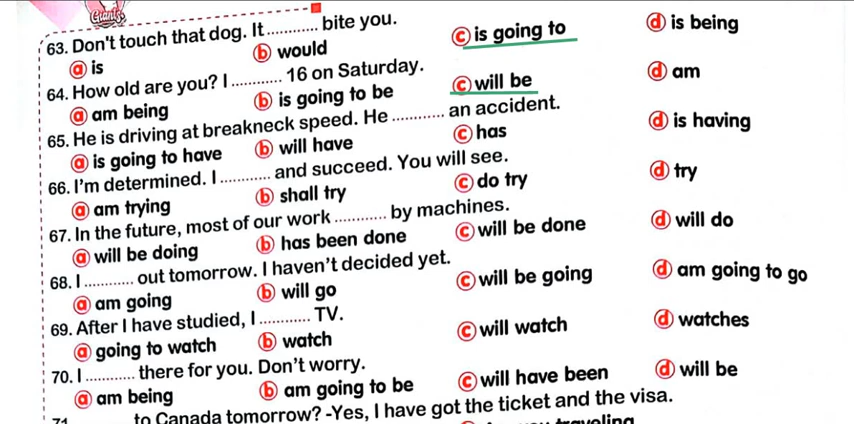 Giants
63. Don't touch that dog. It ............ bite you.
ⓐ is ⓑ would ⓒ is going to ⓓ is being
64. How old are you? I ............ 16 on Saturday.
ⓐ am being ⓑ is going to be ⓒ will be ⓓ am
65. He is driving at breakneck speed. He ............ an accident.
ⓐ is going to have ⓑ will have ⓒ has ⓓ is having
66. I'm determined. I ............ and succeed. You will see.
ⓐ am trying ⓑ shall try ⓒ do try ⓓ try
67. In the future, most of our work ............ by machines.
ⓐ will be doing ⓑ has been done ⓒ will be done ⓓ will do
68. I ............ out tomorrow. I haven't decided yet.
ⓐ am going ⓑ will go ⓒ will be going ⓓ am going to go
69. After I have studied, I ............ TV.
ⓐ going to watch ⓑ watch ⓒ will watch ⓓ watches
70. I ............ there for you. Don't worry.
ⓐ am being ⓑ am going to be ⓒ will have been ⓓ will be
71. ............ to Canada tomorrow? -Yes, I have got the ticket and the visa.
traveling